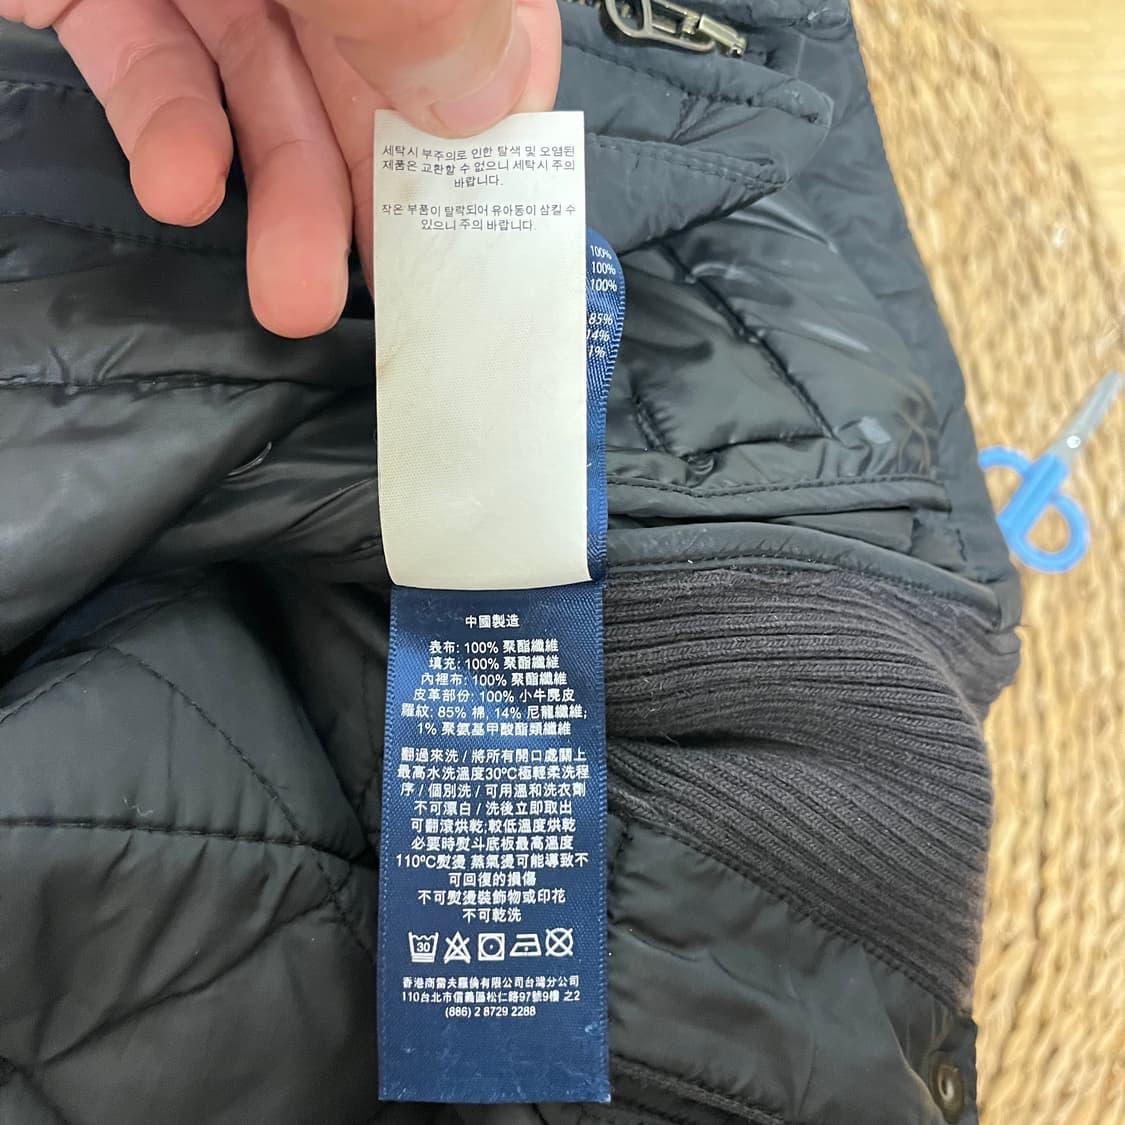 세탁시 부주의로 인한 탈색 및 오염된
제품은 교환할 수 없으니 세탁시 주의
바랍니다.
작은 부품이 탈락되어 유아동이 삼킬 수
있으니 주의 바랍니다.
100%
100%
100%
85%
14%
1%
中國製造
表布: 100% 聚酯纖維
填充: 100% 聚酯纖維
內裡布: 100% 聚酯纖維
皮革部份: 100% 小牛麂皮
羅紋: 85% 棉, 14% 尼龍纖維;
1% 聚氨基甲酸酯類纖維
翻過來洗 / 將所有開口處關上
最高水洗溫度30ºC極輕柔洗程
序 / 個別洗 / 可用溫和洗衣劑
不可漂白 / 洗後立即取出
可翻滾烘乾;較低溫度烘乾
必要時熨斗底板最高溫度
110ºC熨燙 蒸氣燙可能導致不
可回復的損傷
不可熨燙裝飾物或印花
不可乾洗
30
香港商雷夫羅倫有限公司台灣分公司
110台北市信義區松仁路97號9樓 之2
(886) 2 8729 2288